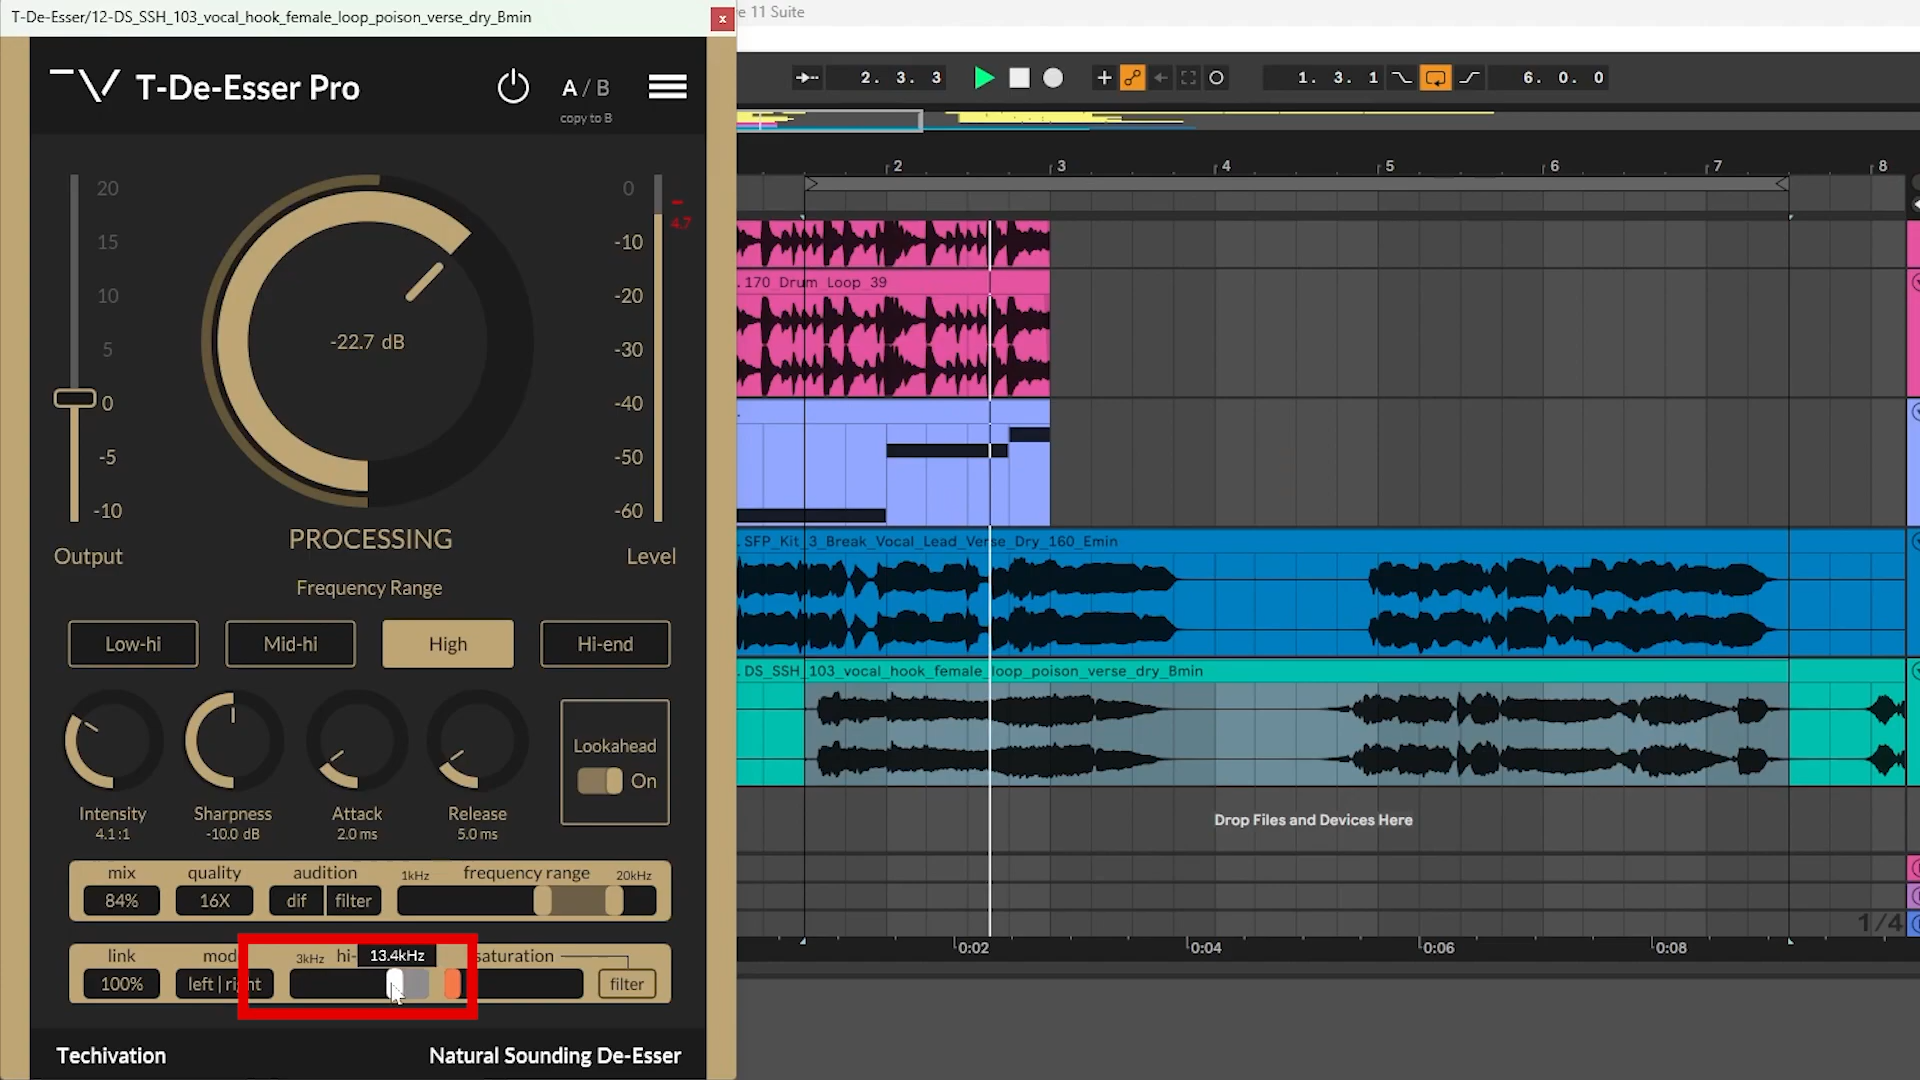 T-De-Esser/12-DS_SSH_103_vocal_hook_female_loop_poison_verse_dry_Bmin
x
e 11 Suite
T-De-Esser Pro
A / B
copy to B
2. 3. 3
1. 3. 1
6. 0. 0
2
3
4
5
6
7
8
20
15
10
5
0
-5
-10
Output
-22.7 dB
PROCESSING
0
-10
-20
-30
-40
-50
-60
4.7
Level
Frequency Range
Low-hi
Mid-hi
High
Hi-end
Intensity
4.1:1
Sharpness
-10.0 dB
Attack
2.0 ms
Release
5.0 ms
Lookahead
On
mix
84%
quality
16X
audition
dif
filter
1kHz
frequency range
20kHz
link
100%
mod
left | right
3kHz
hi-
13.4kHz
saturation
filter
Techivation
Natural Sounding De-Esser
170 Drum Loop 39
SFP_Kit_3_Break_Vocal_Lead_Verse_Dry_160_Emin
DS_SSH_103_vocal_hook_female_loop_poison_verse_dry_Bmin
Drop Files and Devices Here
1/4
0:02
0:04
0:06
0:08